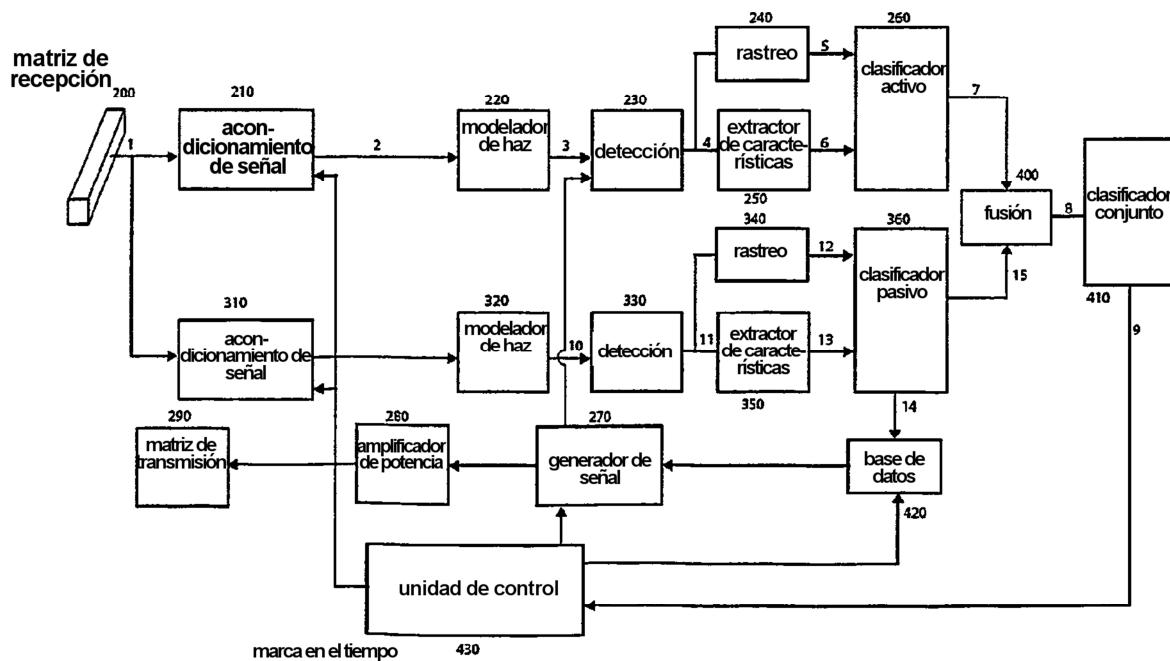 matriz de
recepción
200
1
210
acon-
dicionamiento
de señal
2
220
modelador
de haz
3
230
detección
4
240
rastreo
5
extractor
de caracte-
rísticas
6
250
260
clasificador
activo
7
400
fusión
8
clasificador
conjunto
410
9
310
acon-
dicionamiento de
señal
320
modelador
de haz
10
330
detección
11
340
rastreo
12
extractor
de caracte-
rísticas
13
350
360
clasificador
pasivo
15
14
290
matriz de
transmisión
280
amplificador
de potencia
270
generador de
señal
base de
datos
420
unidad de control
marca en el tiempo
430